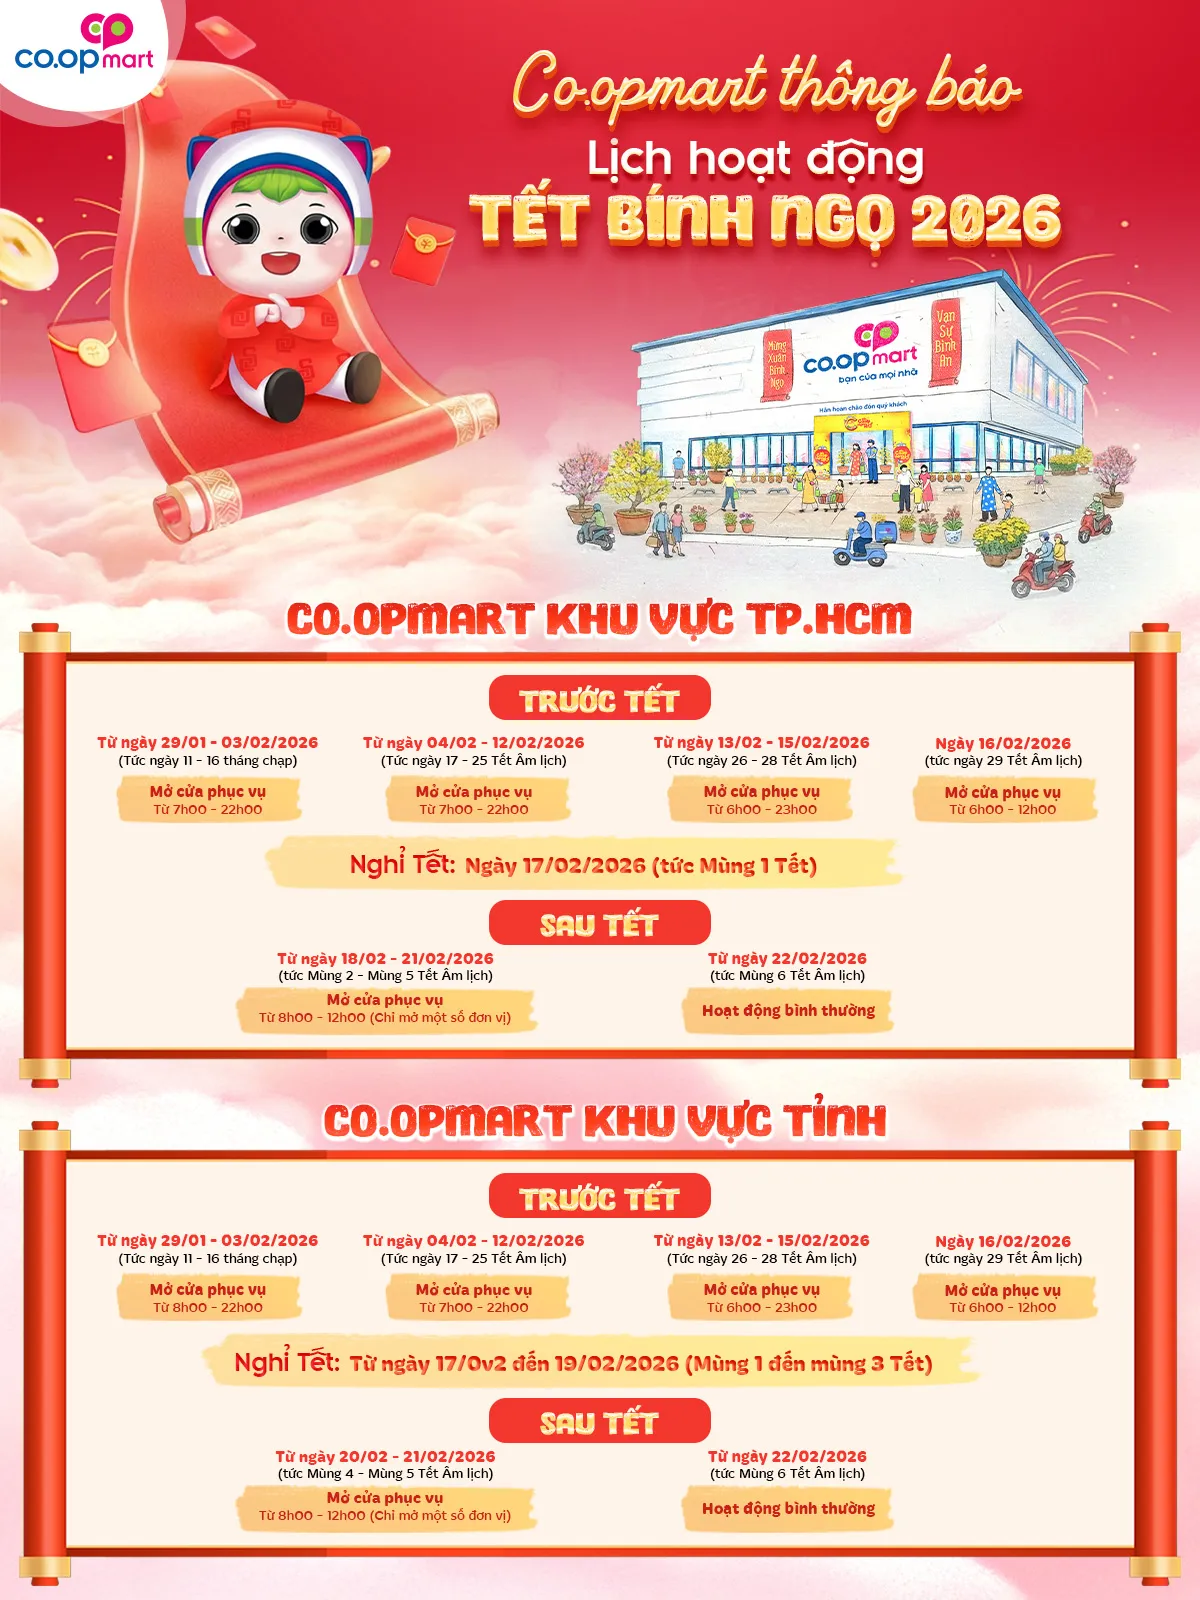 co.op mart
Co.opmart thông báo
Lịch hoạt động
TẾT BÍNH NGỌ 2026
Mừng
Xuân
Bính
Ngọ
co.op mart
bạn của mọi nhà
Vạn
Sự
Bình
An
Hân hoan chào đón quý khách
CO.OPMART KHU VỰC TP.HCM
TRƯỚC TẾT
Từ ngày 29/01 - 03/02/2026
(Tức ngày 11 - 16 tháng chạp)
Mở cửa phục vụ
Từ 7h00 - 22h00
Từ ngày 04/02 - 12/02/2026
(Tức ngày 17 - 25 Tết Âm lịch)
Mở cửa phục vụ
Từ 7h00 - 22h00
Từ ngày 13/02 - 15/02/2026
(Tức ngày 26 - 28 Tết Âm lịch)
Mở cửa phục vụ
Từ 6h00 - 23h00
Ngày 16/02/2026
(tức ngày 29 Tết Âm lịch)
Mở cửa phục vụ
Từ 6h00 - 12h00
Nghỉ Tết: Ngày 17/02/2026 (tức Mùng 1 Tết)
SAU TẾT
Từ ngày 18/02 - 21/02/2026
(tức Mùng 2 - Mùng 5 Tết Âm lịch)
Mở cửa phục vụ
Từ 8h00 - 12h00 (Chỉ mở một số đơn vị)
Từ ngày 22/02/2026
(tức Mùng 6 Tết Âm lịch)
Hoạt động bình thường
CO.OPMART KHU VỰC TỈNH
TRƯỚC TẾT
Từ ngày 29/01 - 03/02/2026
(Tức ngày 11 - 16 tháng chạp)
Mở cửa phục vụ
Từ 8h00 - 22h00
Từ ngày 04/02 - 12/02/2026
(Tức ngày 17 - 25 Tết Âm lịch)
Mở cửa phục vụ
Từ 7h00 - 22h00
Từ ngày 13/02 - 15/02/2026
(Tức ngày 26 - 28 Tết Âm lịch)
Mở cửa phục vụ
Từ 6h00 - 23h00
Ngày 16/02/2026
(tức ngày 29 Tết Âm lịch)
Mở cửa phục vụ
Từ 6h00 - 12h00
Nghỉ Tết: Từ ngày 17/0v2 đến 19/02/2026 (Mùng 1 đến mùng 3 Tết)
SAU TẾT
Từ ngày 20/02 - 21/02/2026
(tức Mùng 4 - Mùng 5 Tết Âm lịch)
Mở cửa phục vụ
Từ 8h00 - 12h00 (Chỉ mở một số đơn vị)
Từ ngày 22/02/2026
(tức Mùng 6 Tết Âm lịch)
Hoạt động bình thường